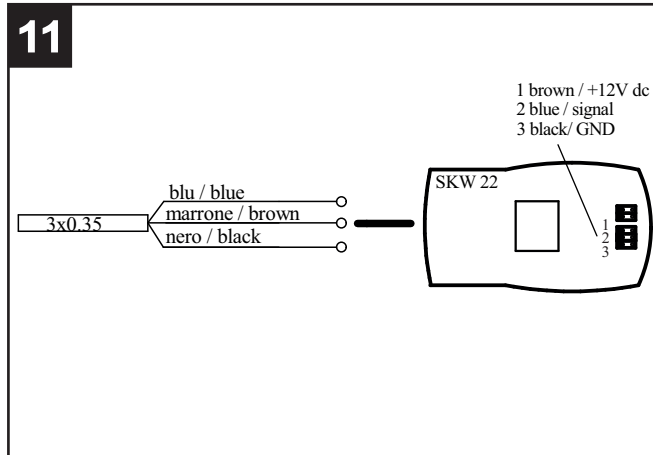 11
1 brown / +12V dc
2 blue / signal
3 black/ GND
SKW 22
blu / blue
marrone / brown
nero / black
3x0.35
1
2
3